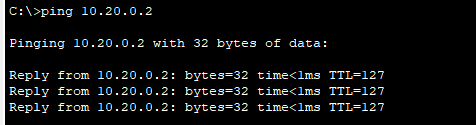 C:\>ping 10.20.0.2
Pinging 10.20.0.2 with 32 bytes of data:
Reply from 10.20.0.2: bytes=32 time<1ms TTL=127
Reply from 10.20.0.2: bytes=32 time<1ms TTL=127
Reply from 10.20.0.2: bytes=32 time<1ms TTL=127